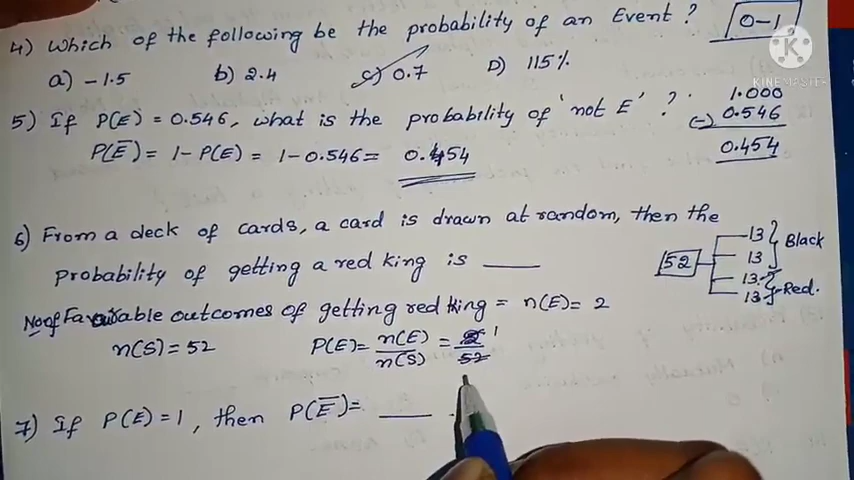 4) Which of the following be the probability of an Event ? 0-1
a) -1.5 b) 2.4 c) 0.7 D) 115%
KINEMASTER
5) If P(E) = 0.546, what is the probability of 'not E' ?
P(E̅) = 1 - P(E) = 1 - 0.546 = 0.454
1.000
(-) 0.546
0.454
6) From a deck of cards, a card is drawn at random, then the
probability of getting a red king is ____
52 13 13 Black
13 13 Red.
No of Favourable outcomes of getting red king = n(E) = 2
n(S) = 52 P(E) = n(E)/n(S) = 2/52 1
7) If P(E) = 1, then P(E̅) = ____